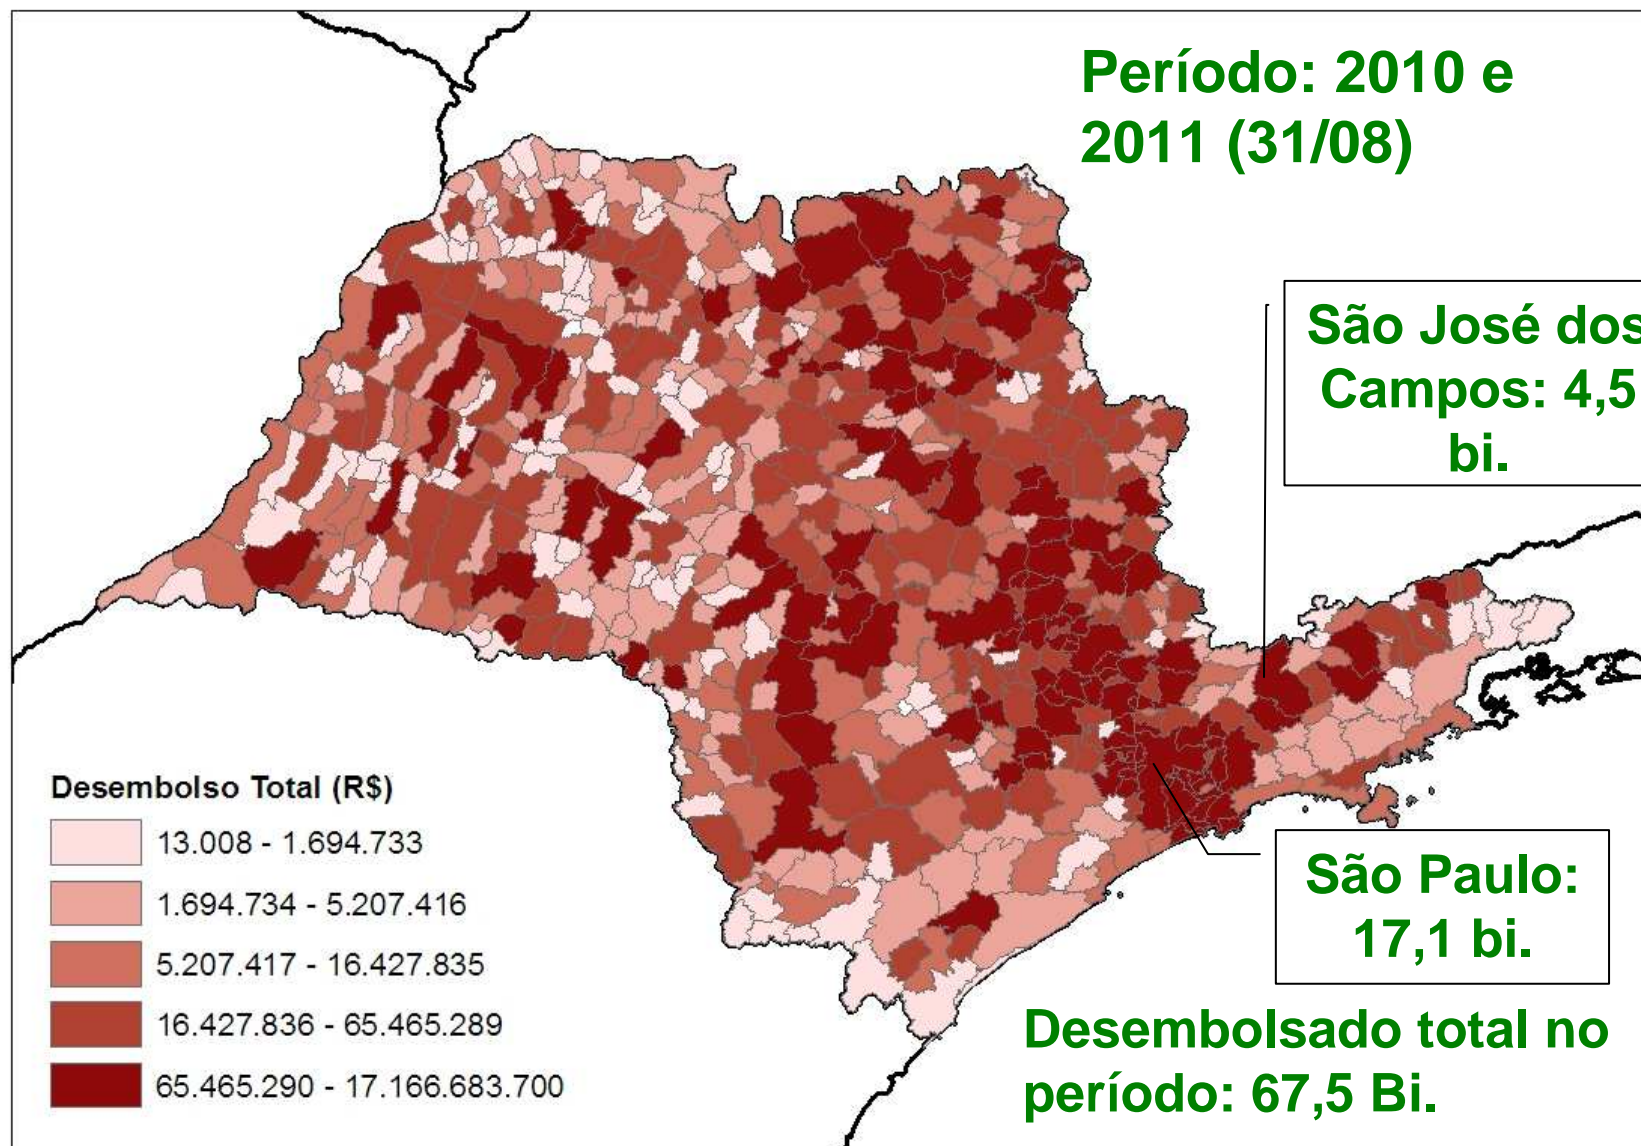 Período: 2010 e
2011 (31/08)
São José dos
Campos: 4,5
bi.
São Paulo:
17,1 bi.
Desembolsado total no
período: 67,5 Bi.
Desembolso Total (R$)
13.008 - 1.694.733
1.694.734 - 5.207.416
5.207.417 - 16.427.835
16.427.836 - 65.465.289
65.465.290 - 17.166.683.700